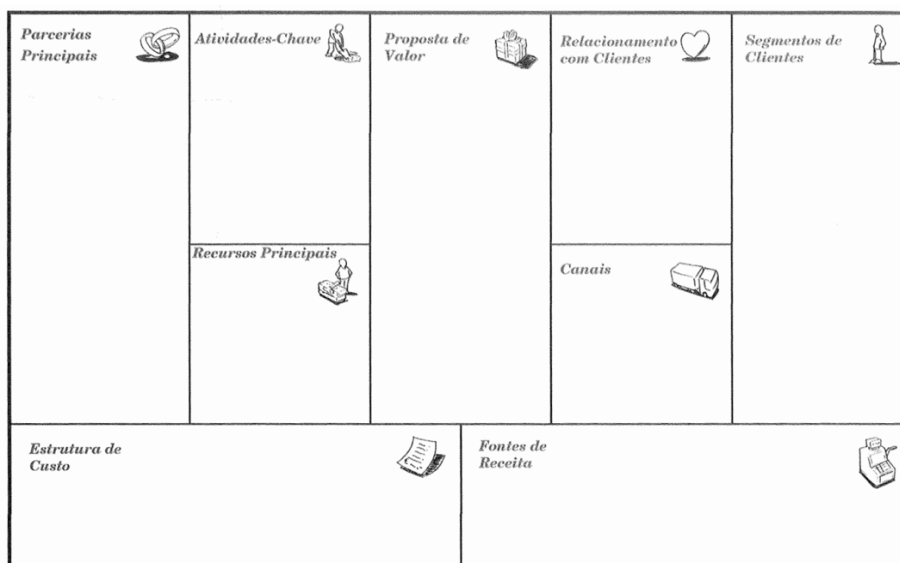 Parcerias
Principais
Atividades-Chave
Proposta de
Valor
Relacionamento
com Clientes
Segmentos de
Clientes
Recursos Principais
Canais
Estrutura de
Custo
Fontes de
Receita